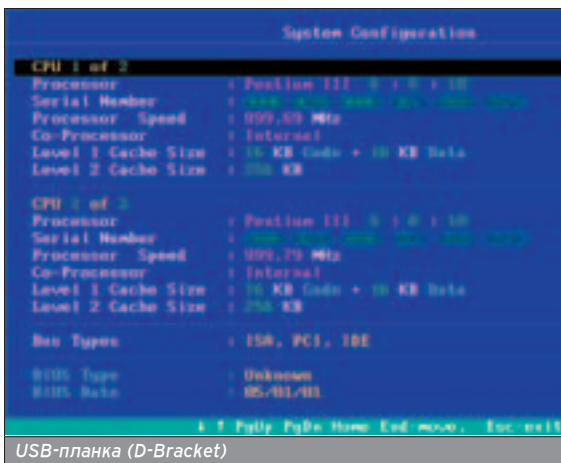 System Configuration
CPU 1 of 2
Processor : Pentium III
Serial Number :
Processor Speed : 999.69 MHz
Co-Processor : Internal
Level 1 Cache Size : 16 KB Code + 16 KB Data
Level 2 Cache Size : 256 KB
CPU 2 of 2
Processor : Pentium III
Serial Number :
Processor Speed : 999.79 MHz
Co-Processor : Internal
Level 1 Cache Size : 16 KB Code + 16 KB Data
Level 2 Cache Size : 256 KB
Bus Types : ISA, PCI, IDE
BIOS Type : Unknown
BIOS Date : 05/01/01
PgUp PgDn Home End-move, Esc-exit
USB-планка (D-Bracket)